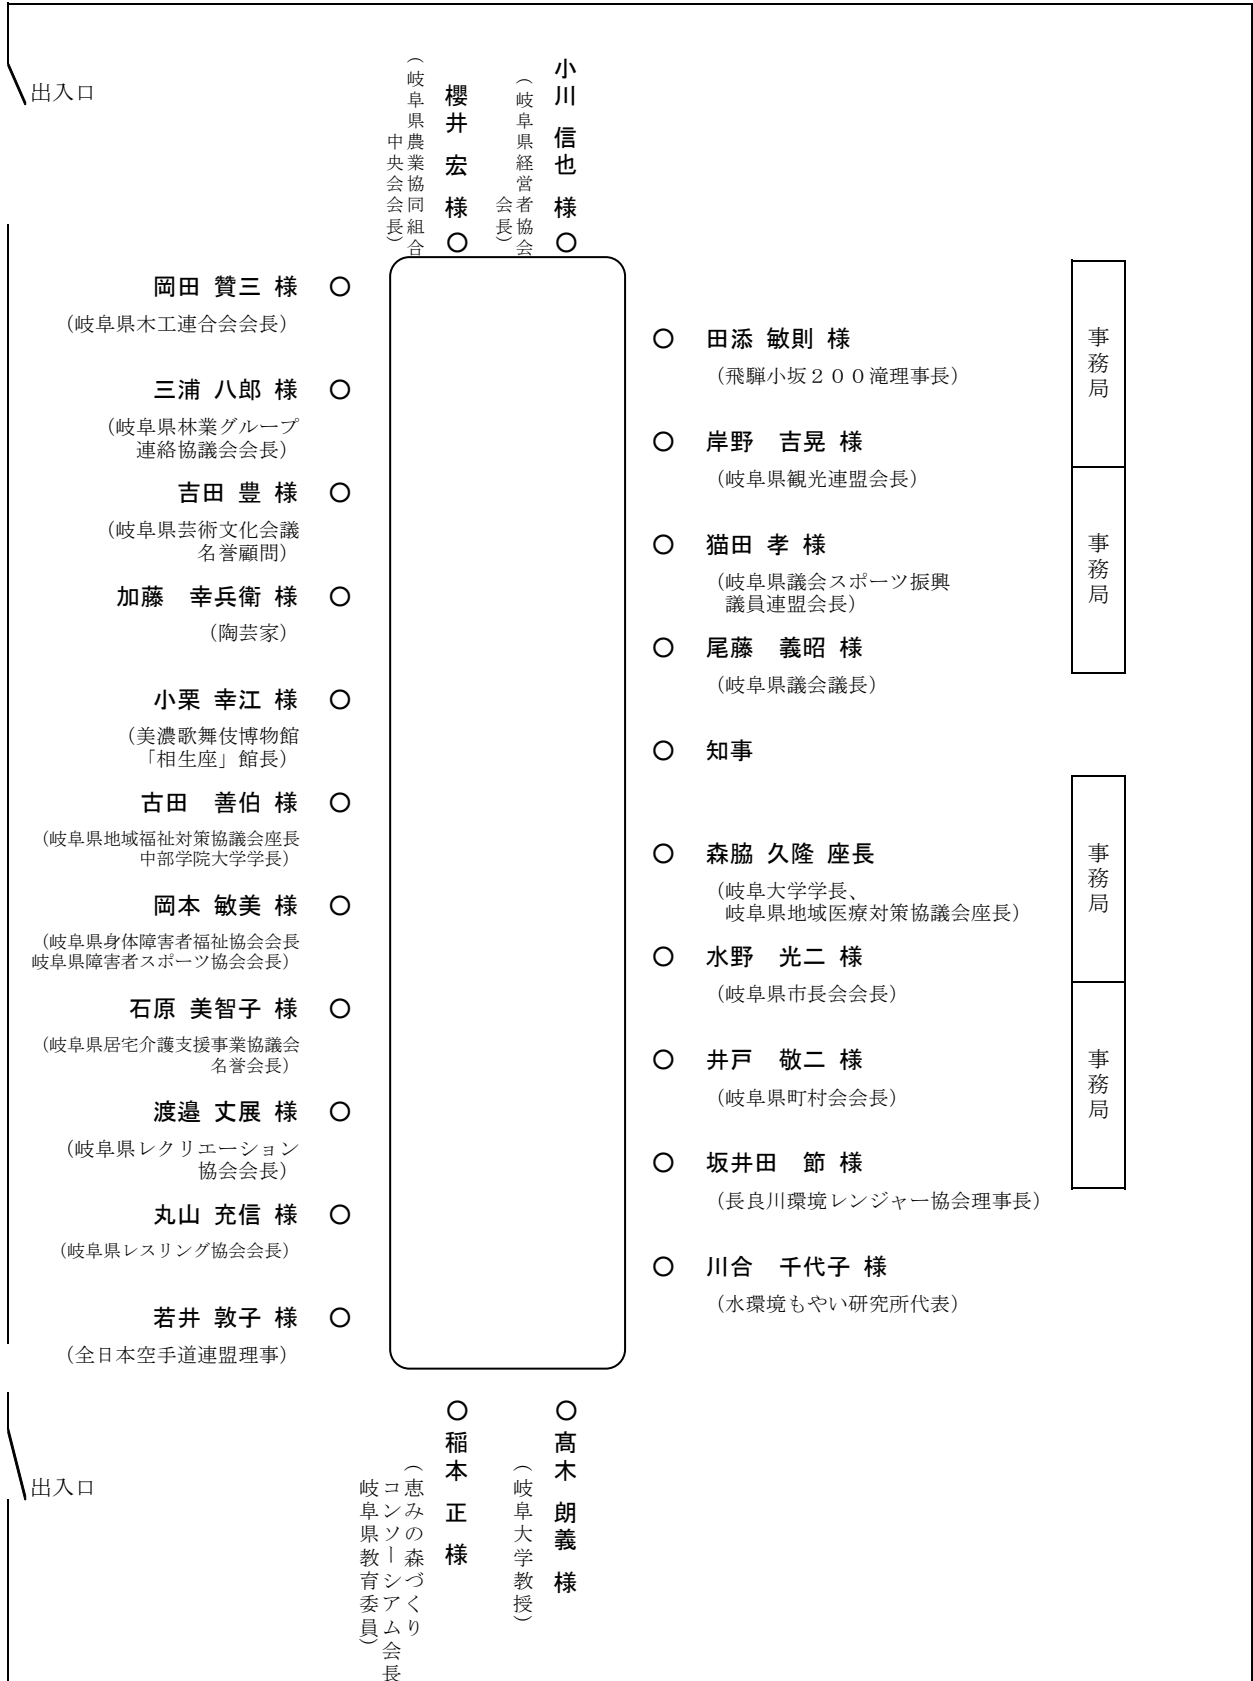 出入口
小川 信也 様 ○
（岐阜県経営者協会
会長）
櫻井 宏 様 ○
（岐阜県農業協同組合
中央会会長）
岡田 贊三 様 ○
（岐阜県木工連合会会長）
三浦 八郎 様 ○
（岐阜県林業グループ
連絡協議会会長）
吉田 豊 様 ○
（岐阜県芸術文化会議
名誉顧問）
加藤　幸兵衛 様 ○
（陶芸家）
小栗 幸江 様 ○
（美濃歌舞伎博物館
「相生座」館長）
古田　善伯 様 ○
（岐阜県地域福祉対策協議会座長
中部学院大学学長）
岡本 敏美 様 ○
（岐阜県身体障害者福祉協会会長
岐阜県障害者スポーツ協会会長）
石原 美智子 様 ○
（岐阜県居宅介護支援事業協議会
名誉会長）
渡邉 丈展 様 ○
（岐阜県レクリエーション
協会会長）
丸山 充信 様 ○
（岐阜県レスリング協会会長）
若井 敦子 様 ○
（全日本空手道連盟理事）
○ 田添 敏則 様
（飛騨小坂２００滝理事長）
○ 岸野　吉晃 様
（岐阜県観光連盟会長）
○ 猫田 孝 様
（岐阜県議会スポーツ振興
議員連盟会長）
○ 尾藤　義昭 様
（岐阜県議会議長）
○ 知事
○ 森脇 久隆 座長
（岐阜大学学長、
岐阜県地域医療対策協議会座長）
○ 水野　光二 様
（岐阜県市長会会長）
○ 井戸　敬二 様
（岐阜県町村会会長）
○ 坂井田　節 様
（長良川環境レンジャー協会理事長）
○ 川合　千代子 様
（水環境もやい研究所代表）
事務局
事務局
事務局
事務局
出入口
○ 髙木 朗義 様
（岐阜大学教授）
○ 稲本 正 様
（恵みの森づくり
コンソーシアム会長
岐阜県教育委員）